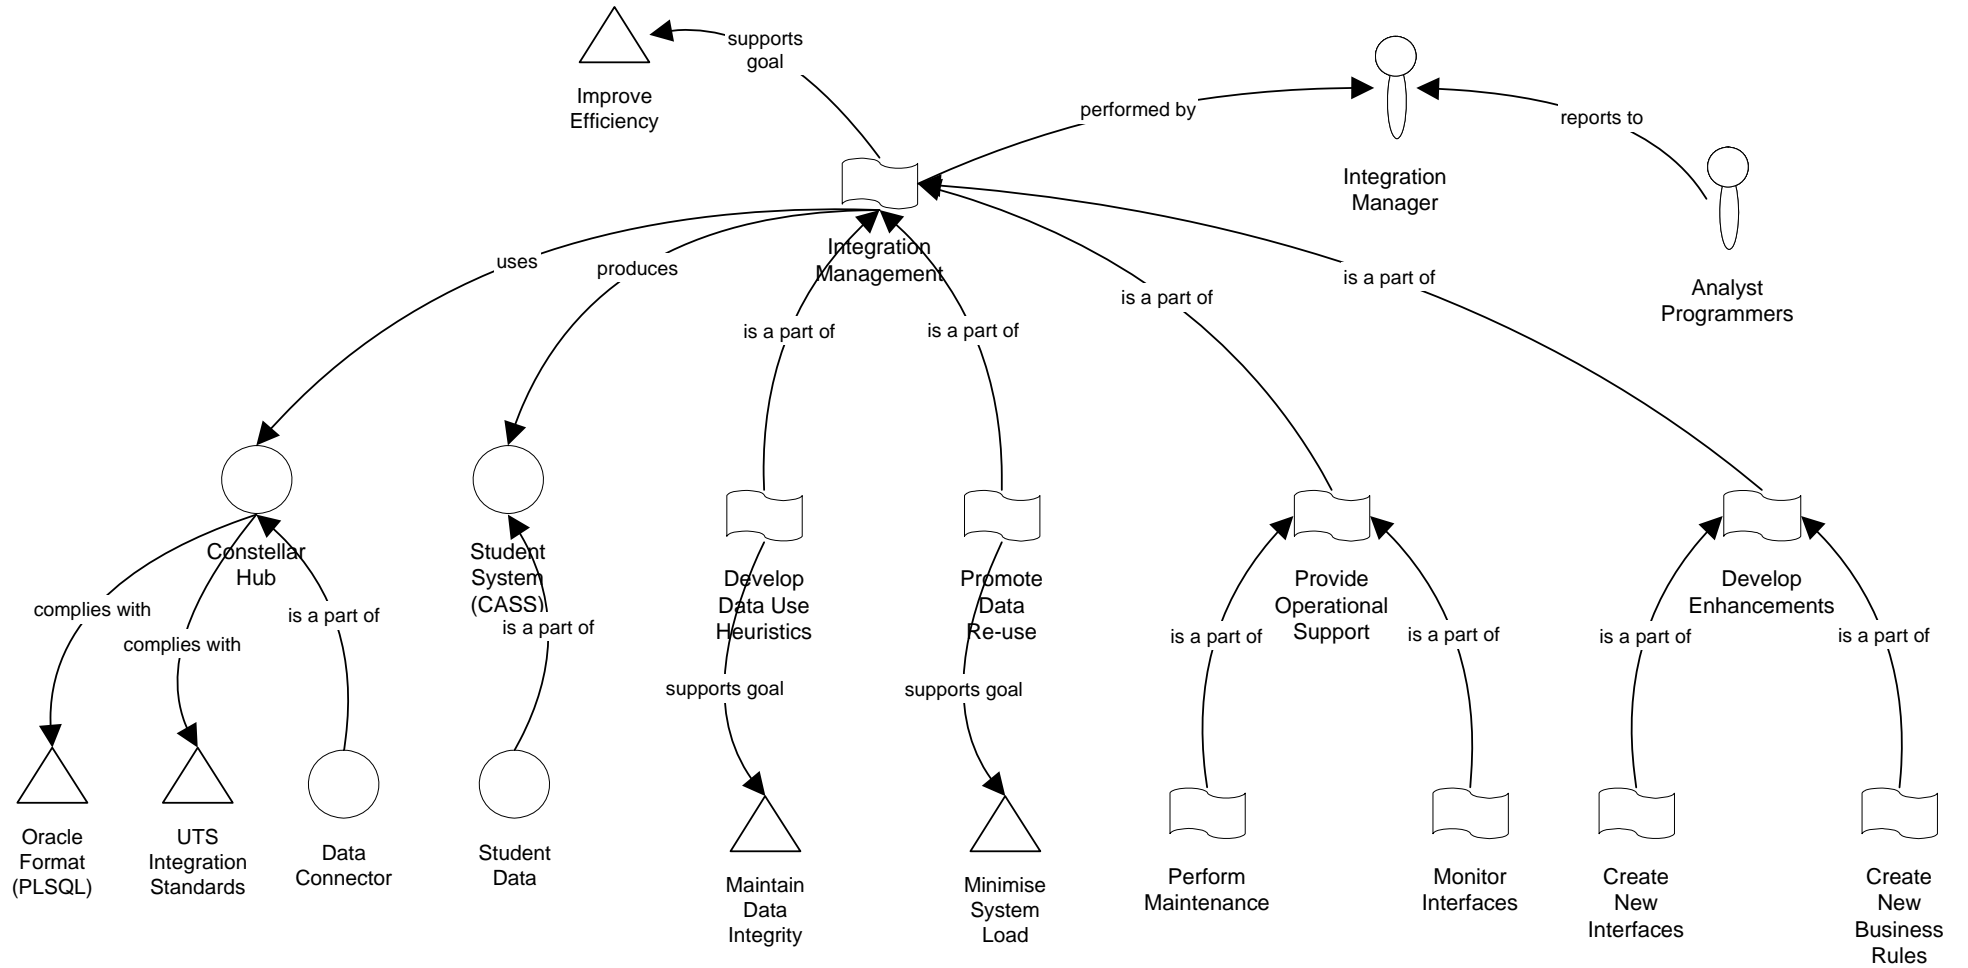 supports
goal
Improve
Efficiency
performed by
reports to
Integration
Manager
Analyst
Programmers
Integration
Management
uses
produces
is a part of
is a part of
is a part of
is a part of
Constellar
Hub
Student
System
(CASS)
Develop
Data Use
Heuristics
Promote
Data
Re-use
Provide
Operational
Support
Develop
Enhancements
complies with
complies with
is a part of
is a part of
supports goal
supports goal
is a part of
is a part of
is a part of
is a part of
Oracle
Format
(PLSQL)
UTS
Integration
Standards
Data
Connector
Student
Data
Maintain
Data
Integrity
Minimise
System
Load
Perform
Maintenance
Monitor
Interfaces
Create
New
Interfaces
Create
New
Business
Rules